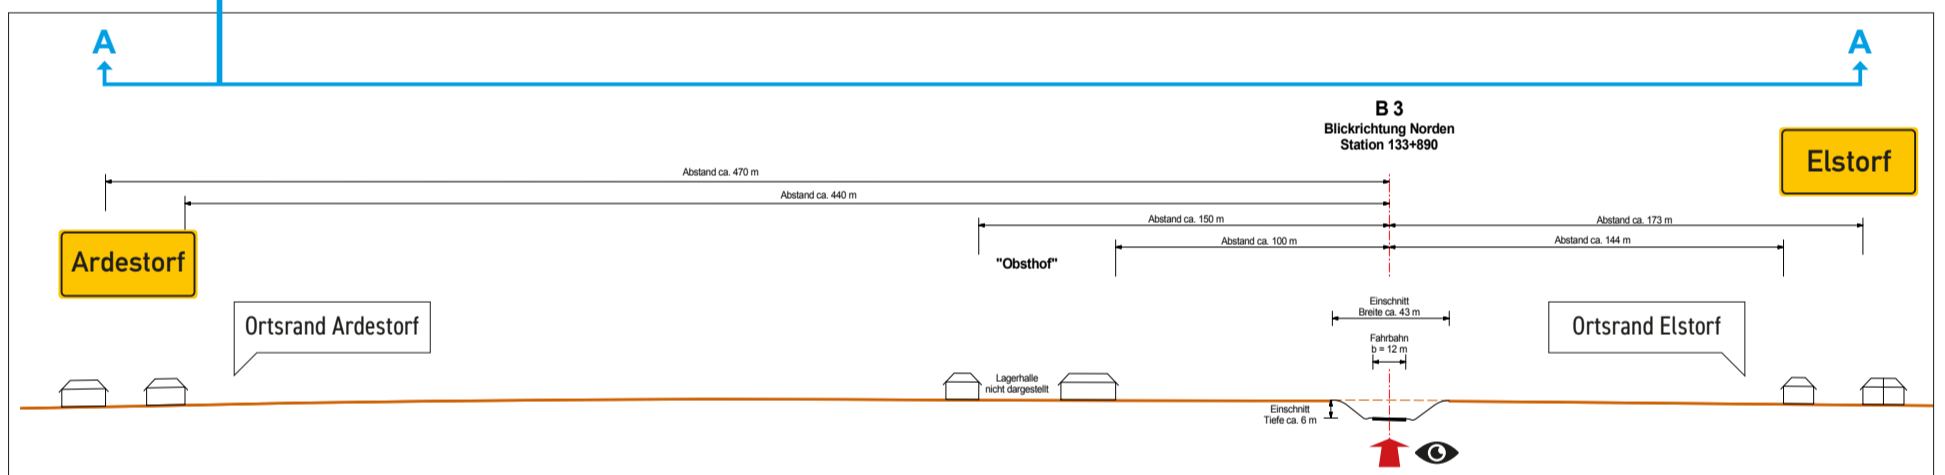 A
A
B 3
Blickrichtung Norden
Station 133+890
Elstorf
Abstand ca. 470 m
Abstand ca. 440 m
Abstand ca. 150 m
Abstand ca. 173 m
Abstand ca. 100 m
Abstand ca. 144 m
Ardestorf
"Obsthof"
Ortsrand Ardestorf
Einschnitt
Breite ca. 43 m
Ortsrand Elstorf
Fahrbahn
b = 12 m
Lagerhalle
nicht dargestellt
Einschnitt
Tiefe ca. 6 m